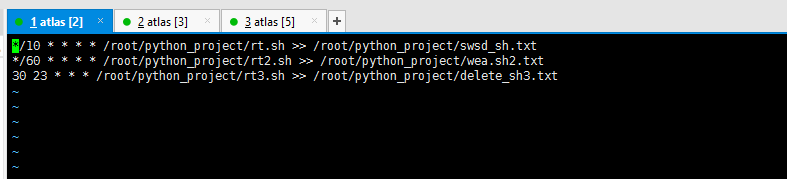 1 atlas [2] × 2 atlas [3] × 3 atlas [5] × +
*/10 * * * * /root/python_project/rt.sh >> /root/python_project/swsd_sh.txt
*/60 * * * * /root/python_project/rt2.sh >> /root/python_project/wea.sh2.txt
30 23 * * * /root/python_project/rt3.sh >> /root/python_project/delete_sh3.txt
~
~
~
~
~
~